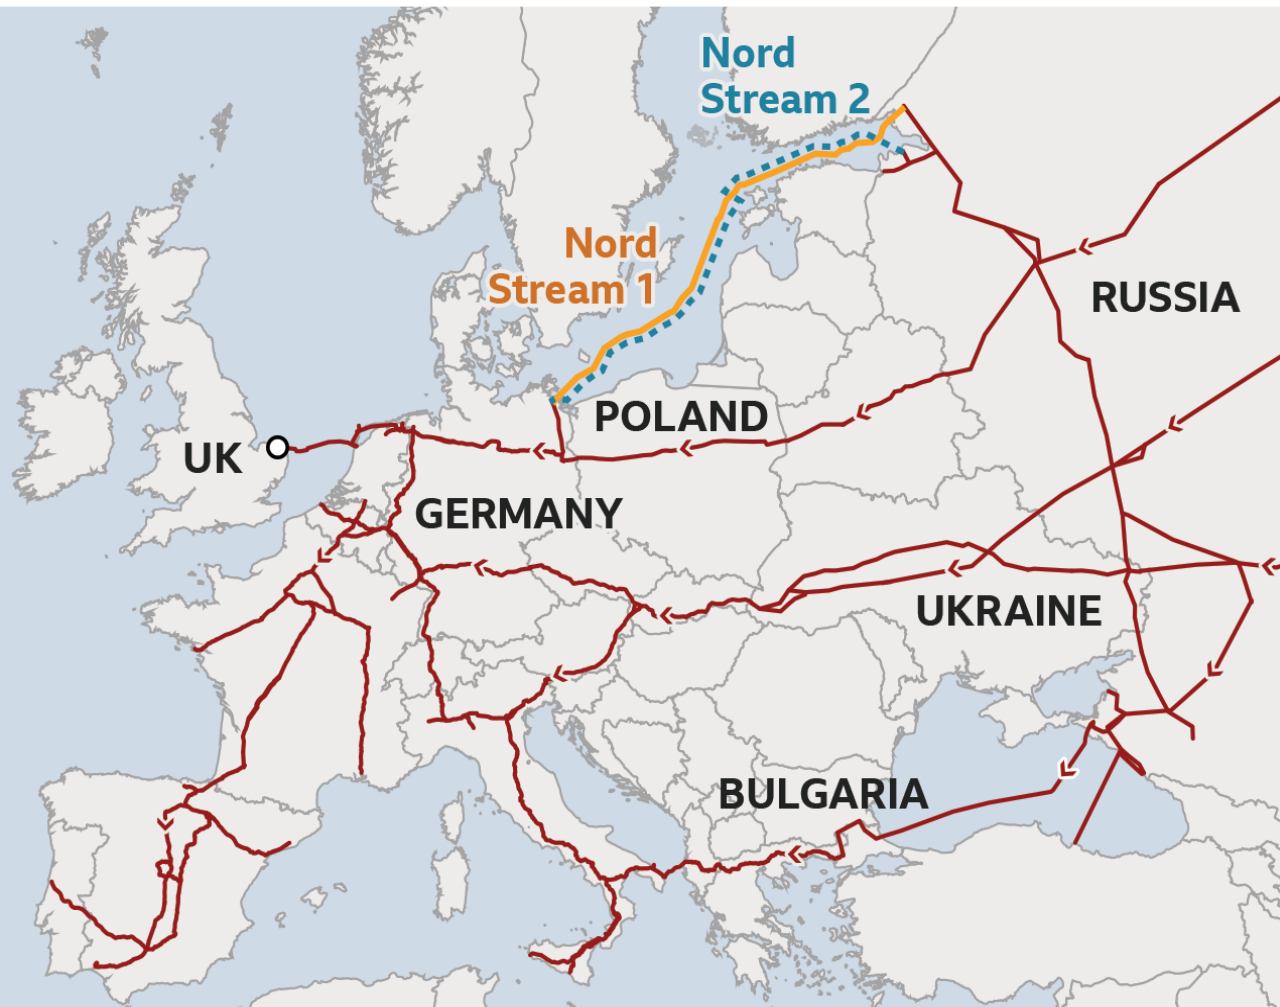 Nord
Stream 2
Nord
Stream 1
RUSSIA
POLAND
UK
GERMANY
UKRAINE
BULGARIA